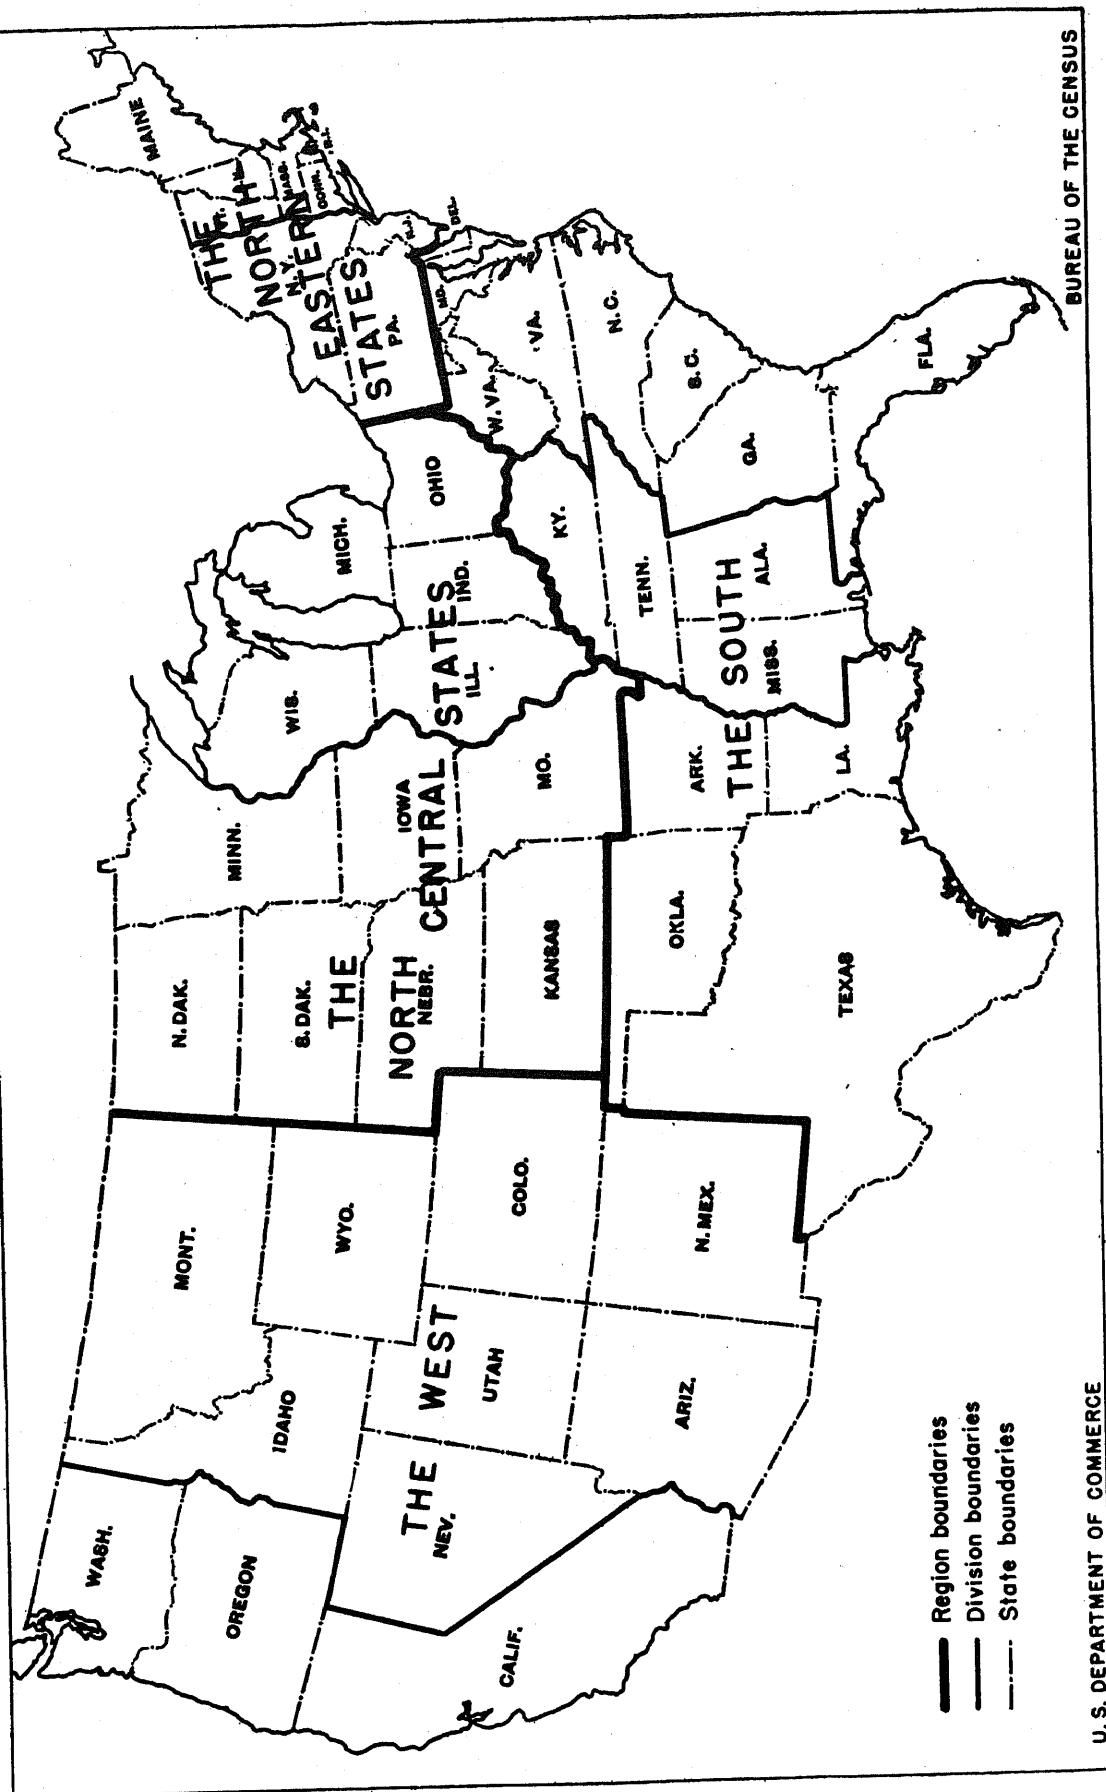 THE WEST
WASH.
OREGON
CALIF.
NEV.
IDAHO
MONT.
WYO.
UTAH
COLO.
ARIZ.
N. MEX.
THE
NORTH
CENTRAL
STATES
N. DAK.
S. DAK.
NEBR.
KANSAS
MINN.
IOWA
MO.
WIS.
ILL.
MICH.
IND.
OHIO
THE SOUTH
TEXAS
OKLA.
ARK.
LA.
MISS.
ALA.
TENN.
KY.
GA.
FLA.
S. C.
N. C.
VA.
W. VA.
MD.
DEL.
THE
NORTH
EASTERN
STATES
PA.
N. Y.
N. J.
CONN.
R. I.
MASS.
VT.
MAINE
Region boundaries
Division boundaries
State boundaries
U. S. DEPARTMENT OF COMMERCE
BUREAU OF THE CENSUS